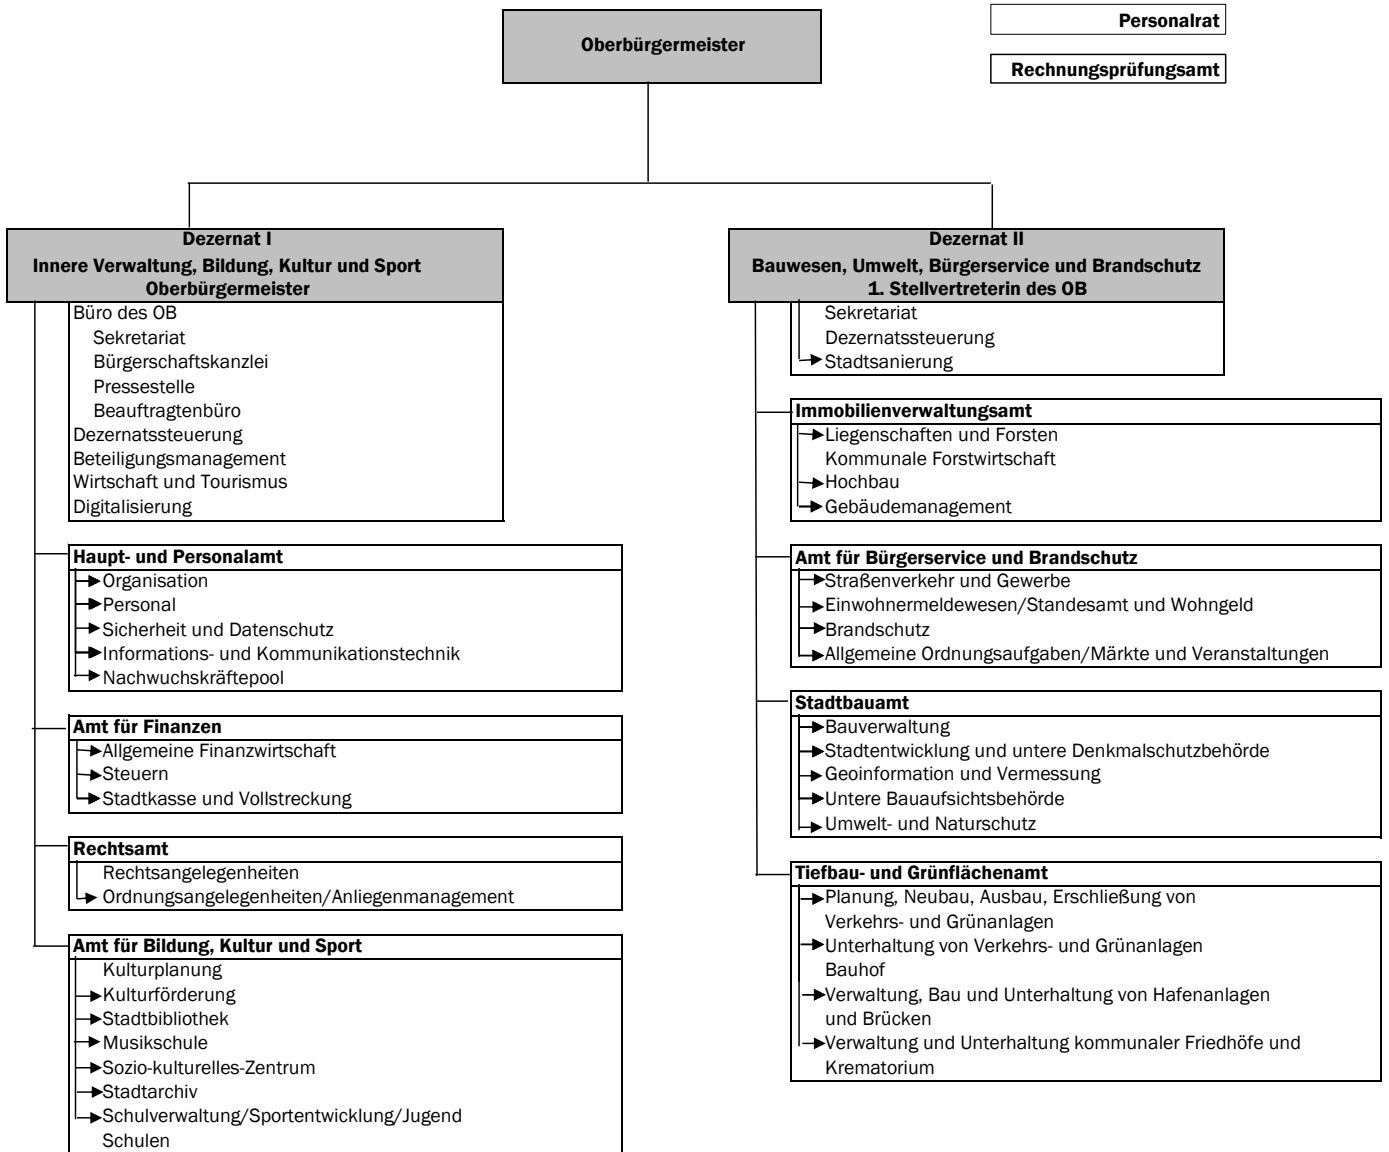 Oberbürgermeister
Personalrat
Rechnungsprüfungsamt
Dezernat I
Innere Verwaltung, Bildung, Kultur und Sport
Oberbürgermeister
Büro des OB
Sekretariat
Bürgerschaftskanzlei
Pressestelle
Beauftragtenbüro
Dezernatssteuerung
Beteiligungsmanagement
Wirtschaft und Tourismus
Digitalisierung
Haupt- und Personalamt
Organisation
Personal
Sicherheit und Datenschutz
Informations- und Kommunikationstechnik
Nachwuchskräftepool
Amt für Finanzen
Allgemeine Finanzwirtschaft
Steuern
Stadtkasse und Vollstreckung
Rechtsamt
Rechtsangelegenheiten
Ordnungsangelegenheiten/Anliegenmanagement
Amt für Bildung, Kultur und Sport
Kulturplanung
Kulturförderung
Stadtbibliothek
Musikschule
Sozio-kulturelles-Zentrum
Stadtarchiv
Schulverwaltung/Sportentwicklung/Jugend
Schulen
Dezernat II
Bauwesen, Umwelt, Bürgerservice und Brandschutz
1. Stellvertreterin des OB
Sekretariat
Dezernatssteuerung
Stadtsanierung
Immobilienverwaltungsamt
Liegenschaften und Forsten
Kommunale Forstwirtschaft
Hochbau
Gebäudemanagement
Amt für Bürgerservice und Brandschutz
Straßenverkehr und Gewerbe
Einwohnermeldewesen/Standesamt und Wohngeld
Brandschutz
Allgemeine Ordnungsaufgaben/Märkte und Veranstaltungen
Stadtbauamt
Bauverwaltung
Stadtentwicklung und untere Denkmalschutzbehörde
Geoinformation und Vermessung
Untere Bauaufsichtsbehörde
Umwelt- und Naturschutz
Tiefbau- und Grünflächenamt
Planung, Neubau, Ausbau, Erschließung von
Verkehrs- und Grünanlagen
Unterhaltung von Verkehrs- und Grünanlagen
Bauhof
Verwaltung, Bau und Unterhaltung von Hafenanlagen
und Brücken
Verwaltung und Unterhaltung kommunaler Friedhöfe und
Krematorium